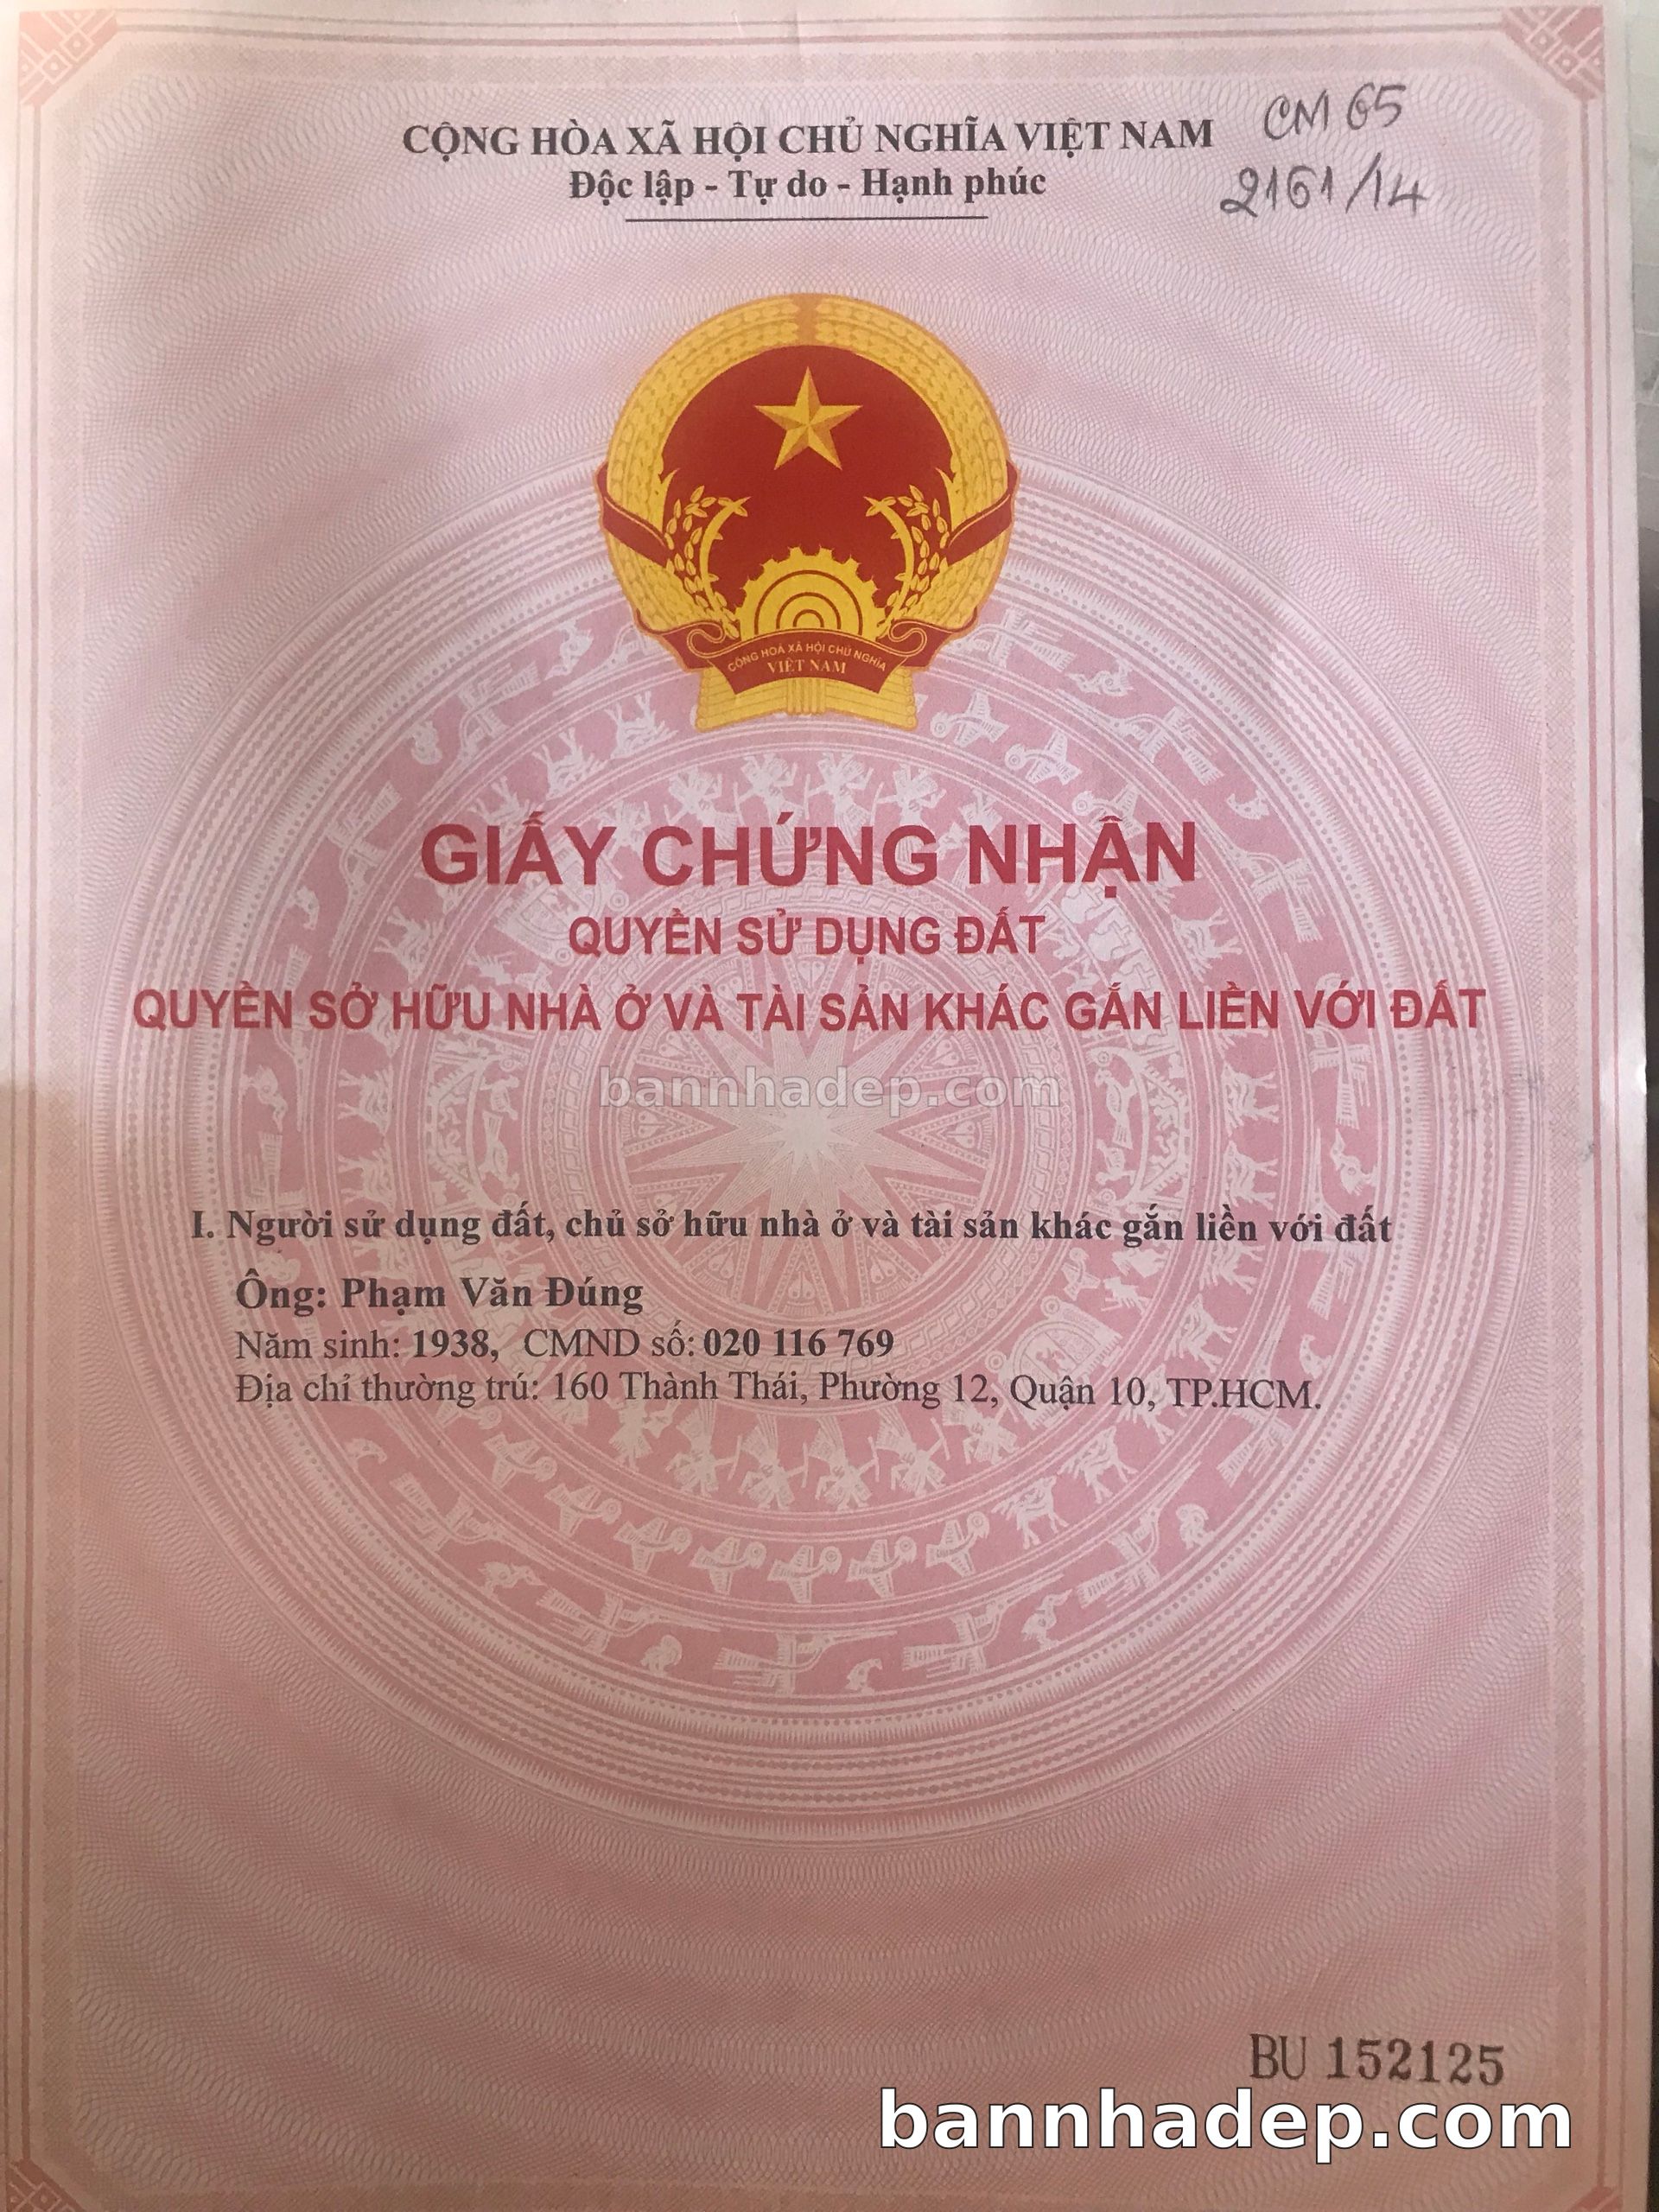 CỘNG HÒA XÃ HỘI CHỦ NGHĨA VIỆT NAM
Độc lập - Tự do - Hạnh phúc
CM 65
2161/14
CỘNG HOÀ XÃ HỘI CHỦ NGHĨA
VIỆT NAM
GIẤY CHỨNG NHẬN
QUYỀN SỬ DỤNG ĐẤT
QUYỀN SỞ HỮU NHÀ Ở VÀ TÀI SẢN KHÁC GẮN LIỀN VỚI ĐẤT
bannhadep.com
I. Người sử dụng đất, chủ sở hữu nhà ở và tài sản khác gắn liền với đất
Ông: Phạm Văn Đúng
Năm sinh: 1938, CMND số: 020 116 769
Địa chỉ thường trú: 160 Thành Thái, Phường 12, Quận 10, TP.HCM.
BU 152125
bannhadep.com